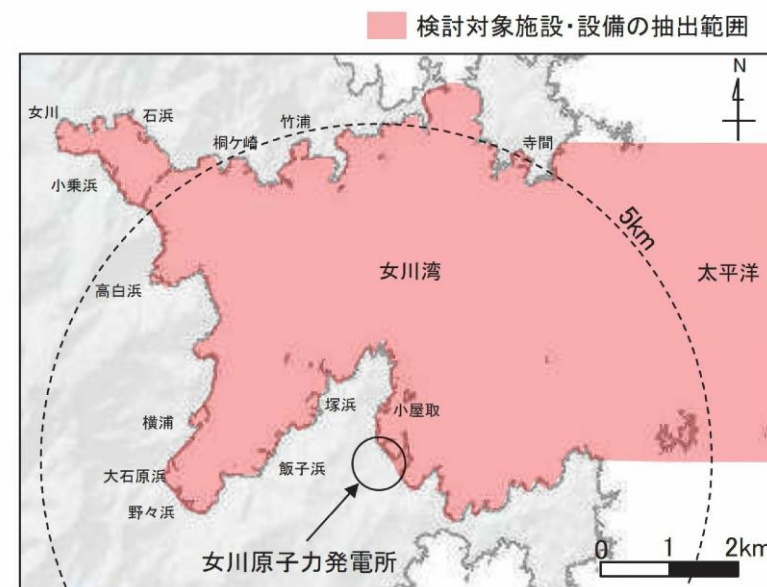 検討対象施設・設備の抽出範囲
N
女川
石浜
竹浦
桐ケ崎
寺間
小乗浜
5km
女川湾
太平洋
高白浜
塚浜
小屋取
横浦
大石原浜
飯子浜
野々浜
女川原子力発電所
0 1 2km